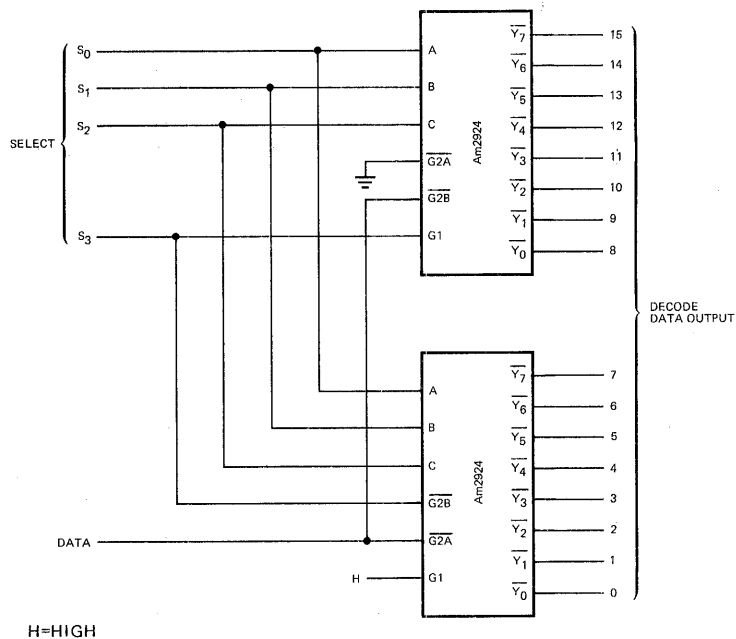 S0
S1
S2
SELECT
S3
A
B
C
G2A
G2B
G1
Am2924
Y7
Y6
Y5
Y4
Y3
Y2
Y1
Y0
15
14
13
12
11
10
9
8
DECODE
DATA OUTPUT
A
B
C
G2B
G2A
G1
Am2924
Y7
Y6
Y5
Y4
Y3
Y2
Y1
Y0
7
6
5
4
3
2
1
0
DATA
H
H=HIGH